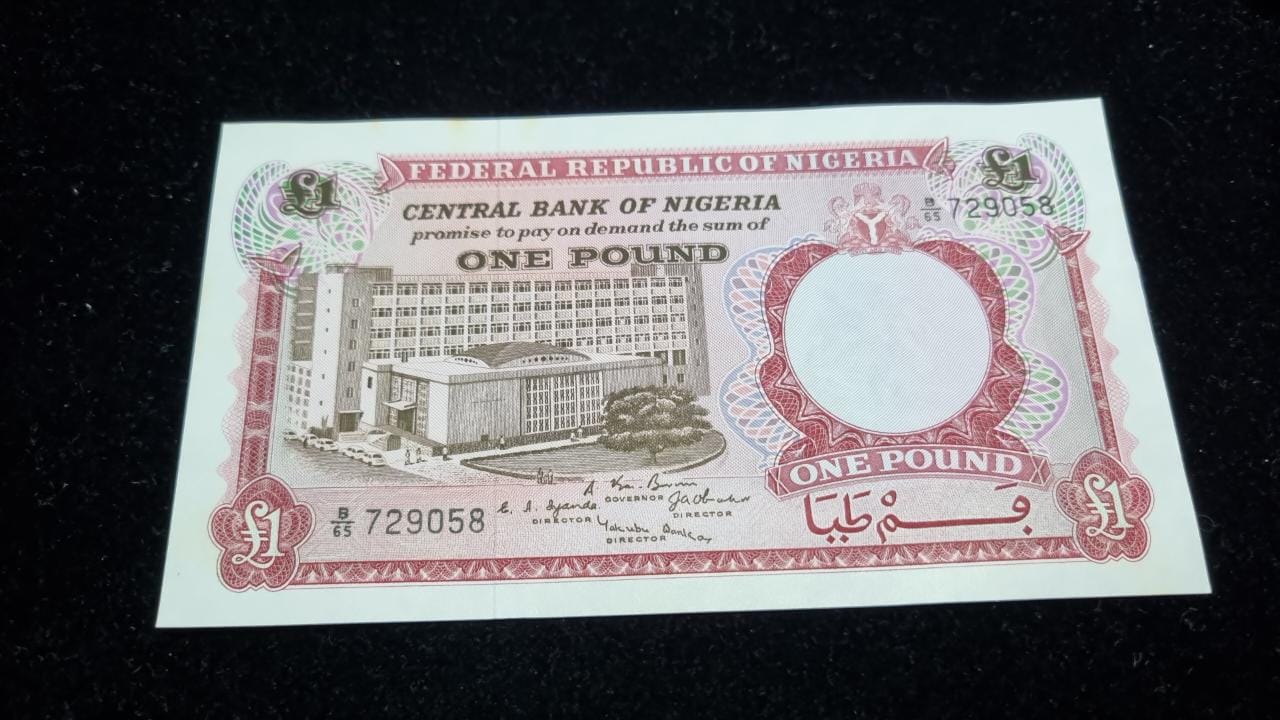 FEDERAL REPUBLIC OF NIGERIA
£1
£1
CENTRAL BANK OF NIGERIA
B/65 729058
promise to pay on demand the sum of
ONE POUND
ONE POUND
GOVERNOR
DIRECTOR
DIRECTOR
DIRECTOR
B/65 729058
فَم طَبَيَا
£1
£1